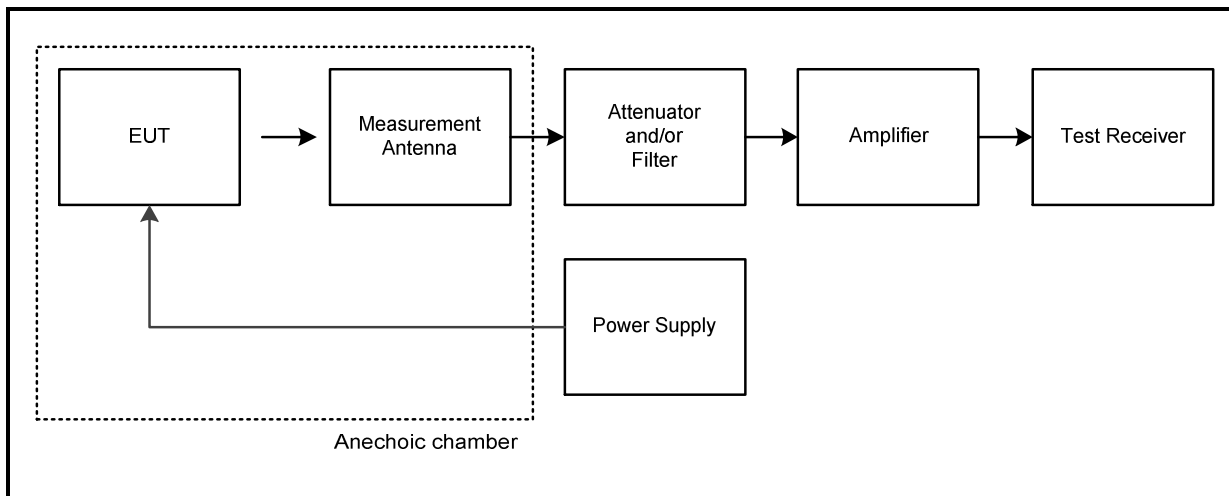 EUT
Measurement
Antenna
Attenuator
and/or
Filter
Amplifier
Test Receiver
Power Supply
Anechoic chamber